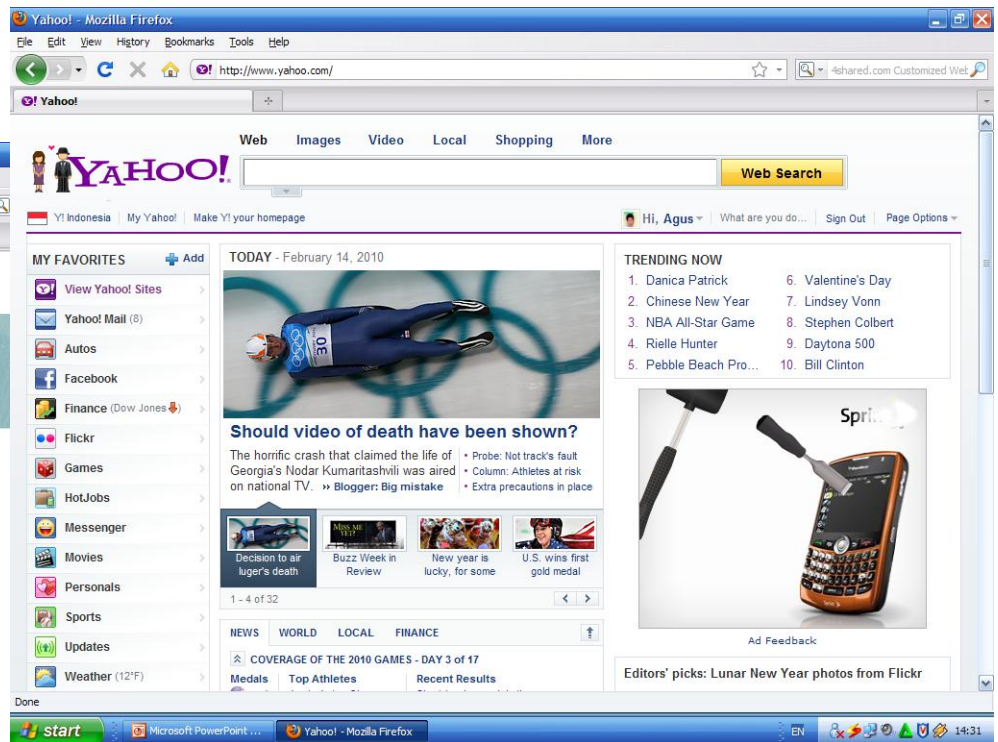 Yahoo! - Mozilla Firefox
File Edit View History Bookmarks Tools Help
http://www.yahoo.com/
4shared.com Customized Wet
Yahoo!
Web Images Video Local Shopping More
YAHOO!
Web Search
Y! Indonesia My Yahoo! Make Y! your homepage
Hi, Agus What are you do... Sign Out Page Options
MY FAVORITES Add
View Yahoo! Sites
Yahoo! Mail (8)
Autos
Facebook
Finance (Dow Jones)
Flickr
Games
HotJobs
Messenger
Movies
Personals
Sports
Updates
Weather (12°F)
TODAY - February 14, 2010
30
Should video of death have been shown?
The horrific crash that claimed the life of
Georgia's Nodar Kumaritashvili was aired
on national TV. ›› Blogger: Big mistake
• Probe: Not track's fault
• Column: Athletes at risk
• Extra precautions in place
MISS ME
YET?
Decision to air
luger's death
Buzz Week in
Review
New year is
lucky, for some
U.S. wins first
gold medal
1 - 4 of 32
NEWS WORLD LOCAL FINANCE
COVERAGE OF THE 2010 GAMES - DAY 3 of 17
Medals Top Athletes Recent Results
TRENDING NOW
1. Danica Patrick
2. Chinese New Year
3. NBA All-Star Game
4. Rielle Hunter
5. Pebble Beach Pro...
6. Valentine's Day
7. Lindsey Vonn
8. Stephen Colbert
9. Daytona 500
10. Bill Clinton
Ad Feedback
Editors' picks: Lunar New Year photos from Flickr
Done
start Microsoft PowerPoint ... Yahoo! - Mozilla Firefox EN 14:31